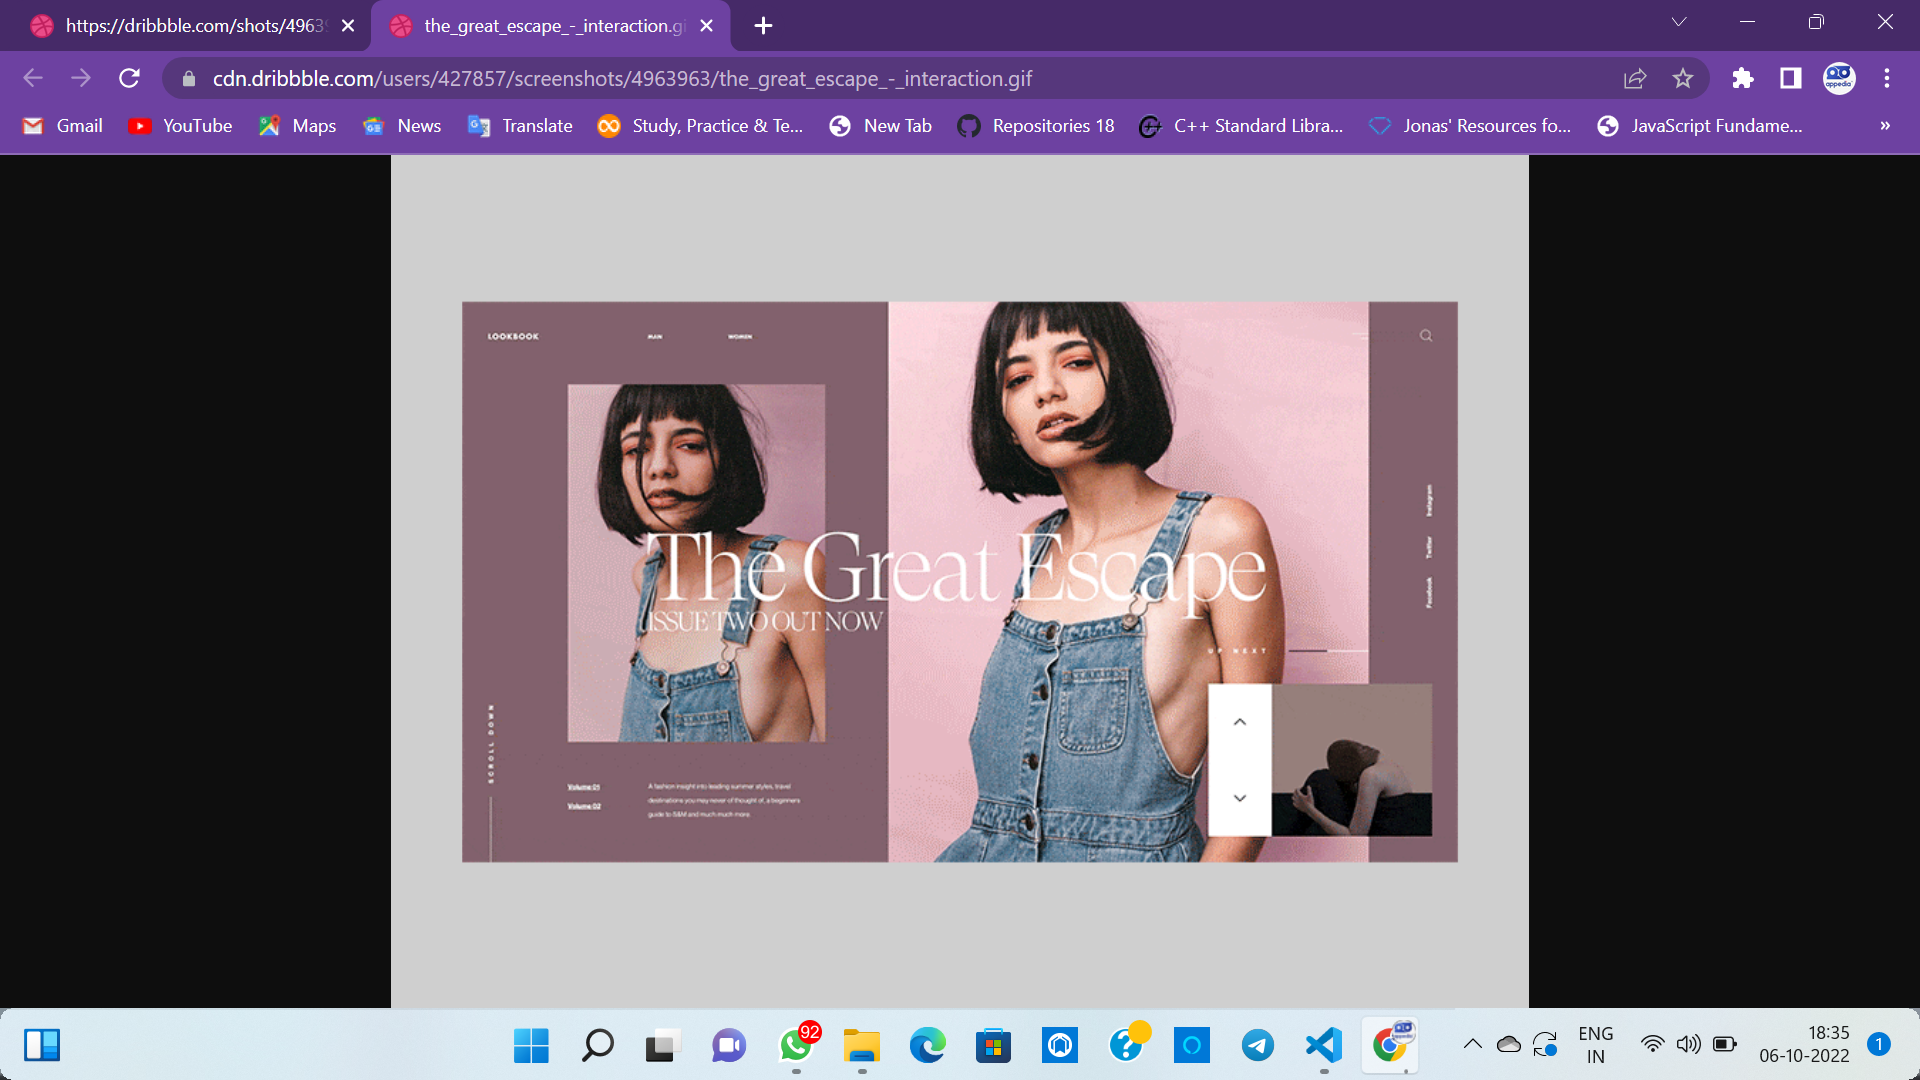 https://dribbble.com/shots/4963
the_great_escape_-_interaction.gi
cdn.dribbble.com/users/427857/screenshots/4963963/the_great_escape_-_interaction.gif
appedia
Gmail
YouTube
Maps
News
Translate
Study, Practice & Te...
New Tab
Repositories 18
C++ Standard Libra...
Jonas' Resources fo...
JavaScript Fundame...
»
LOOKBOOK
MAN
WOMEN
The Great Escape
ISSUE TWO OUT NOW
Instagram
Twitter
Facebook
UP NEXT
SCROLL DOWN
Volume 01
Volume 02
A fashion insight into leading summer styles, travel
destinations you may never of thought of, a beginners
guide to S&M and much much more
92
ENG
IN
18:35
06-10-2022
1